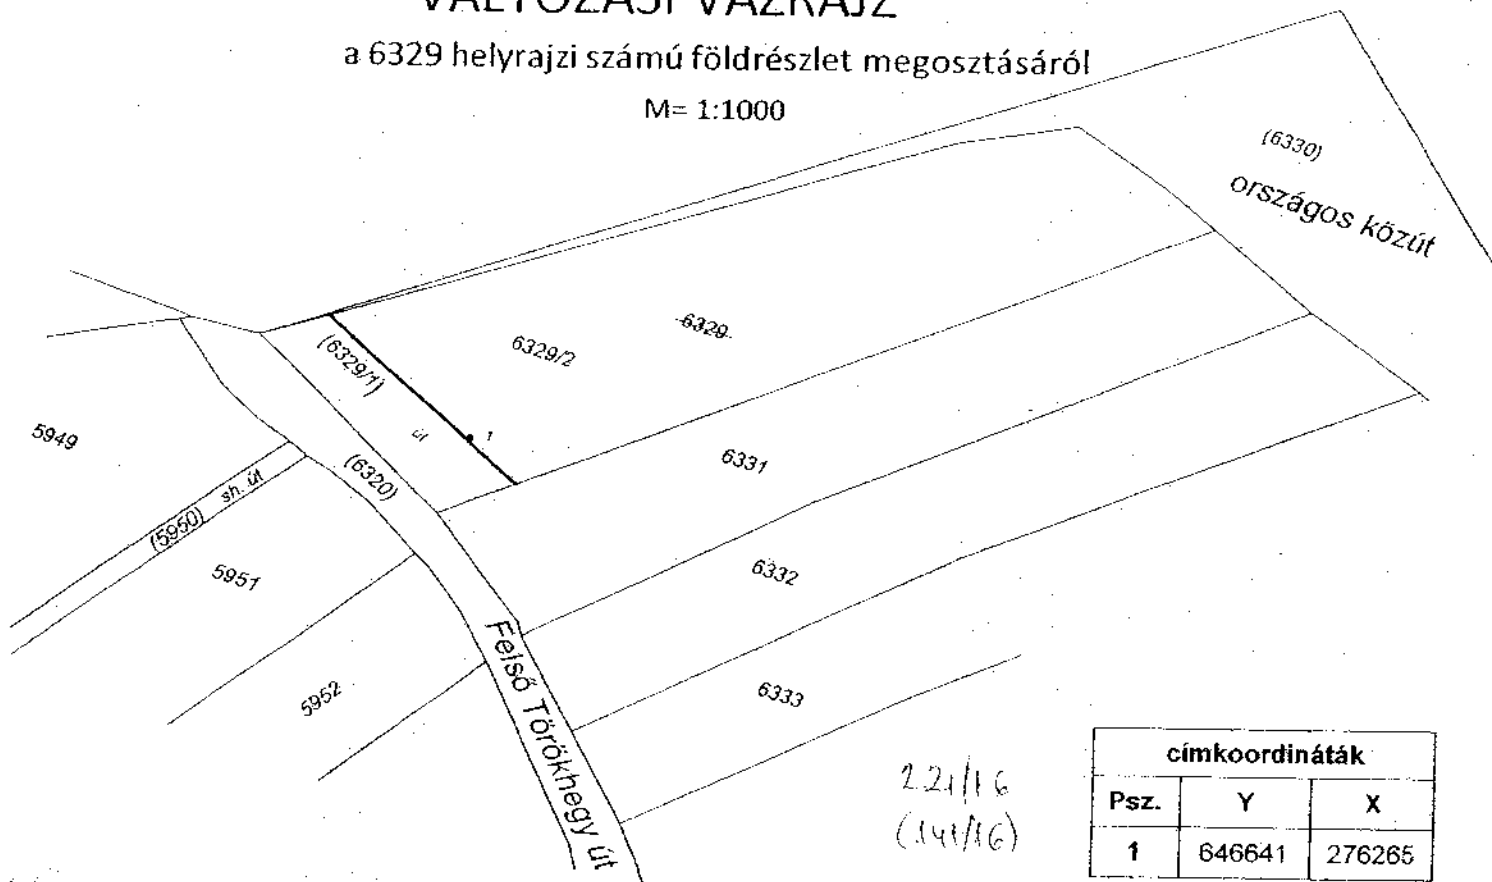 VÁLTOZÁSI VÁZRAJZ
a 6329 helyrajzi számú földrészlet megosztásáról
M= 1:1000
(6330)
országos közút
6329
6329/2
(6329/1)
út
1
5949
(6320)
sh. út
(5950)
6331
5951
6332
5952
6333
Felső Törökhegy út
221/16
(141/16)
címkoordináták
Psz. Y X
1 646641 276265